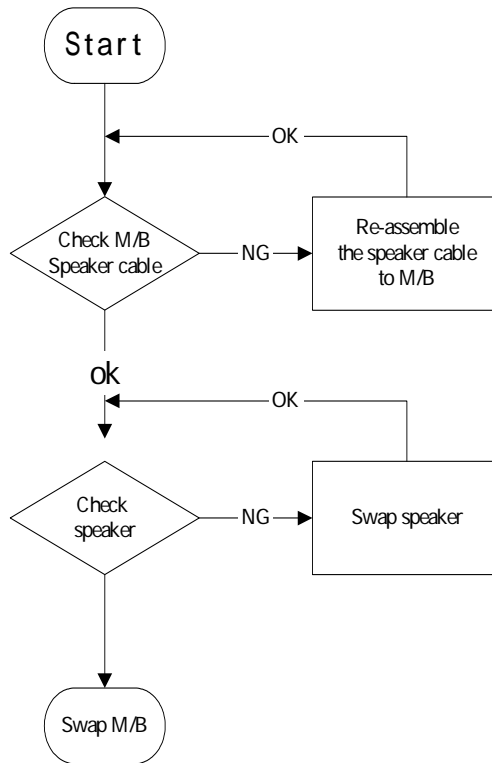 Start
OK
Check M/B
Speaker cable
NG
Re-assemble
the speaker cable
to M/B
ok
OK
Check
speaker
NG
Swap speaker
Swap M/B